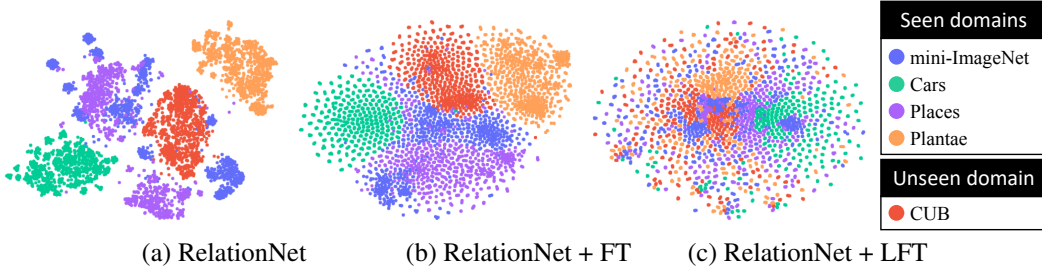 Seen domains
mini-ImageNet
Cars
Places
Plantae
Unseen domain
CUB
(a) RelationNet
(b) RelationNet + FT
(c) RelationNet + LFT